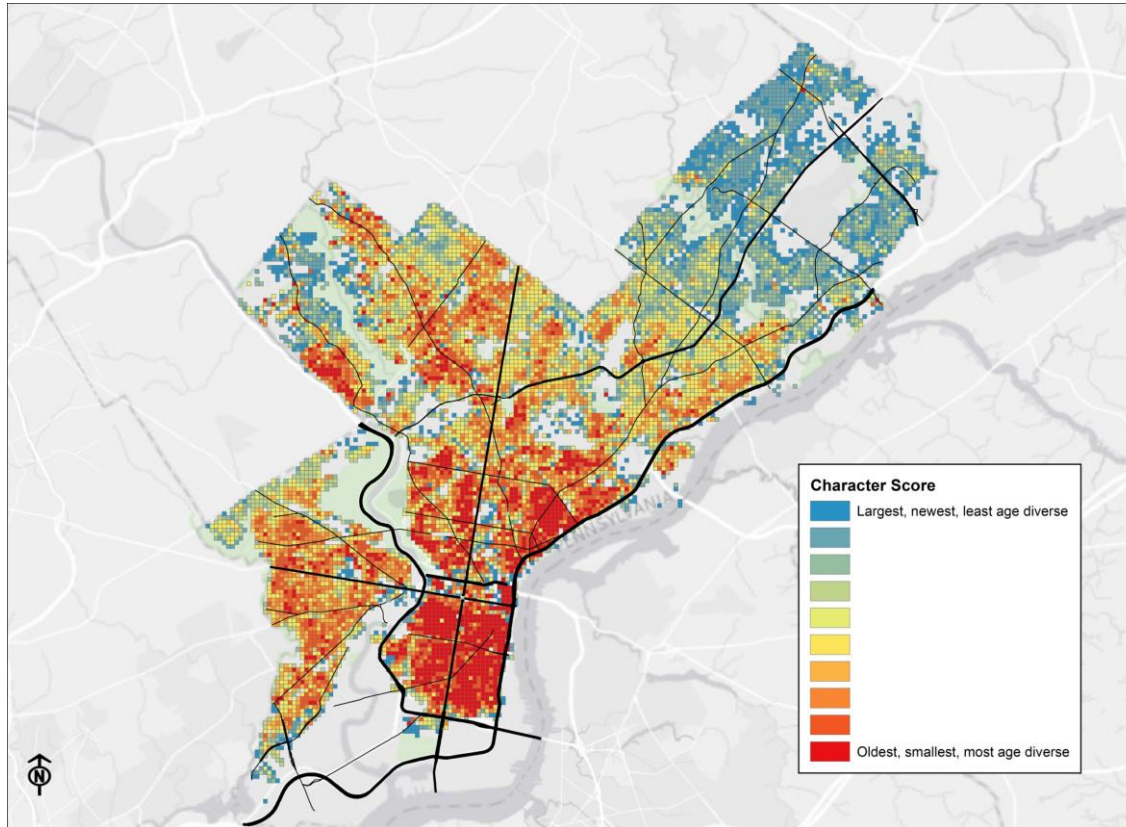 PENNSYLVANIA
Character Score
Largest, newest, least age diverse
Oldest, smallest, most age diverse
N